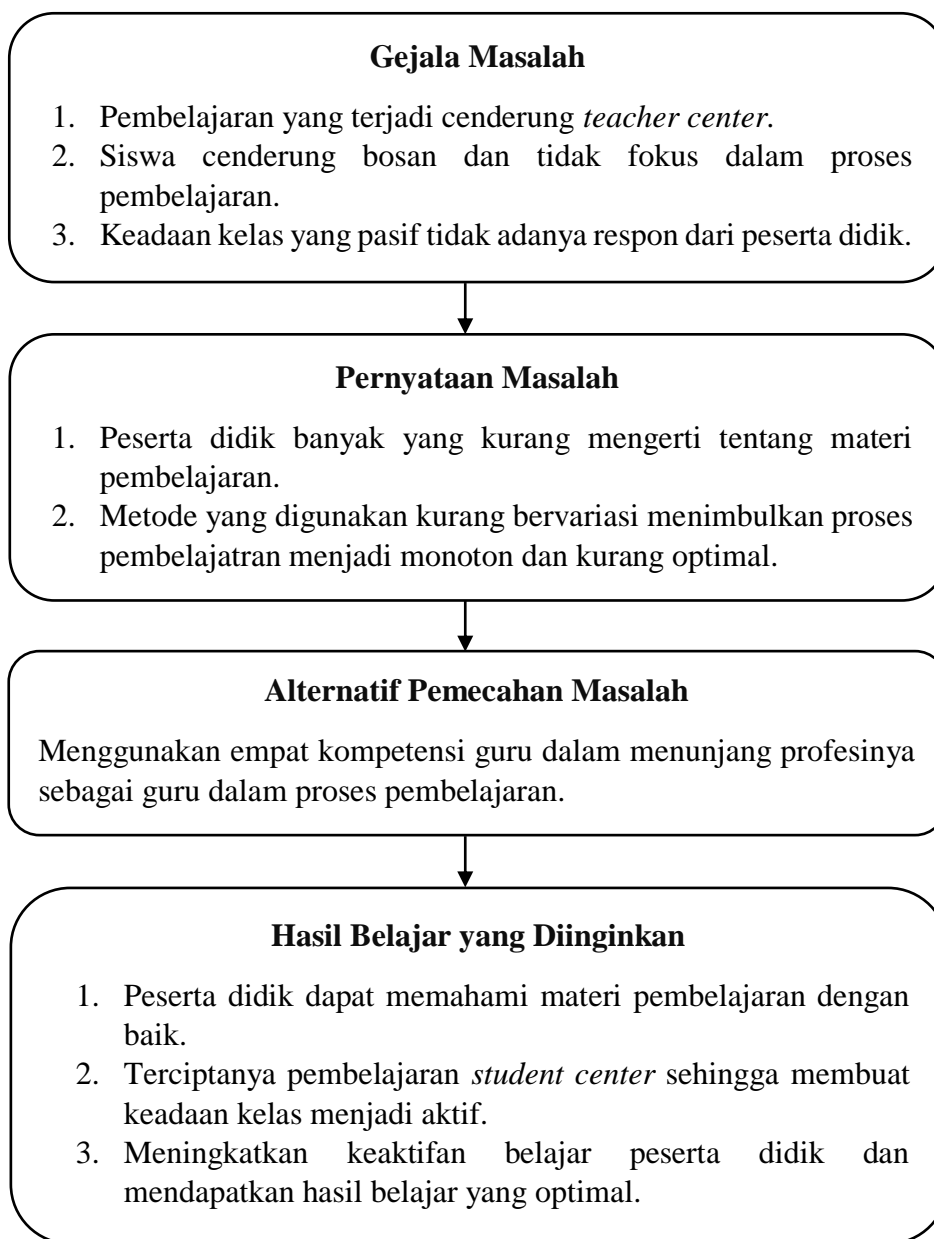 Gejala Masalah
1. Pembelajaran yang terjadi cenderung teacher center.
2. Siswa cenderung bosan dan tidak fokus dalam proses
pembelajaran.
3. Keadaan kelas yang pasif tidak adanya respon dari peserta didik.
Pernyataan Masalah
1. Peserta didik banyak yang kurang mengerti tentang materi
pembelajaran.
2. Metode yang digunakan kurang bervariasi menimbulkan proses
pembelajatran menjadi monoton dan kurang optimal.
Alternatif Pemecahan Masalah
Menggunakan empat kompetensi guru dalam menunjang profesinya
sebagai guru dalam proses pembelajaran.
Hasil Belajar yang Diinginkan
1. Peserta didik dapat memahami materi pembelajaran dengan
baik.
2. Terciptanya pembelajaran student center sehingga membuat
keadaan kelas menjadi aktif.
3. Meningkatkan keaktifan belajar peserta didik dan
mendapatkan hasil belajar yang optimal.